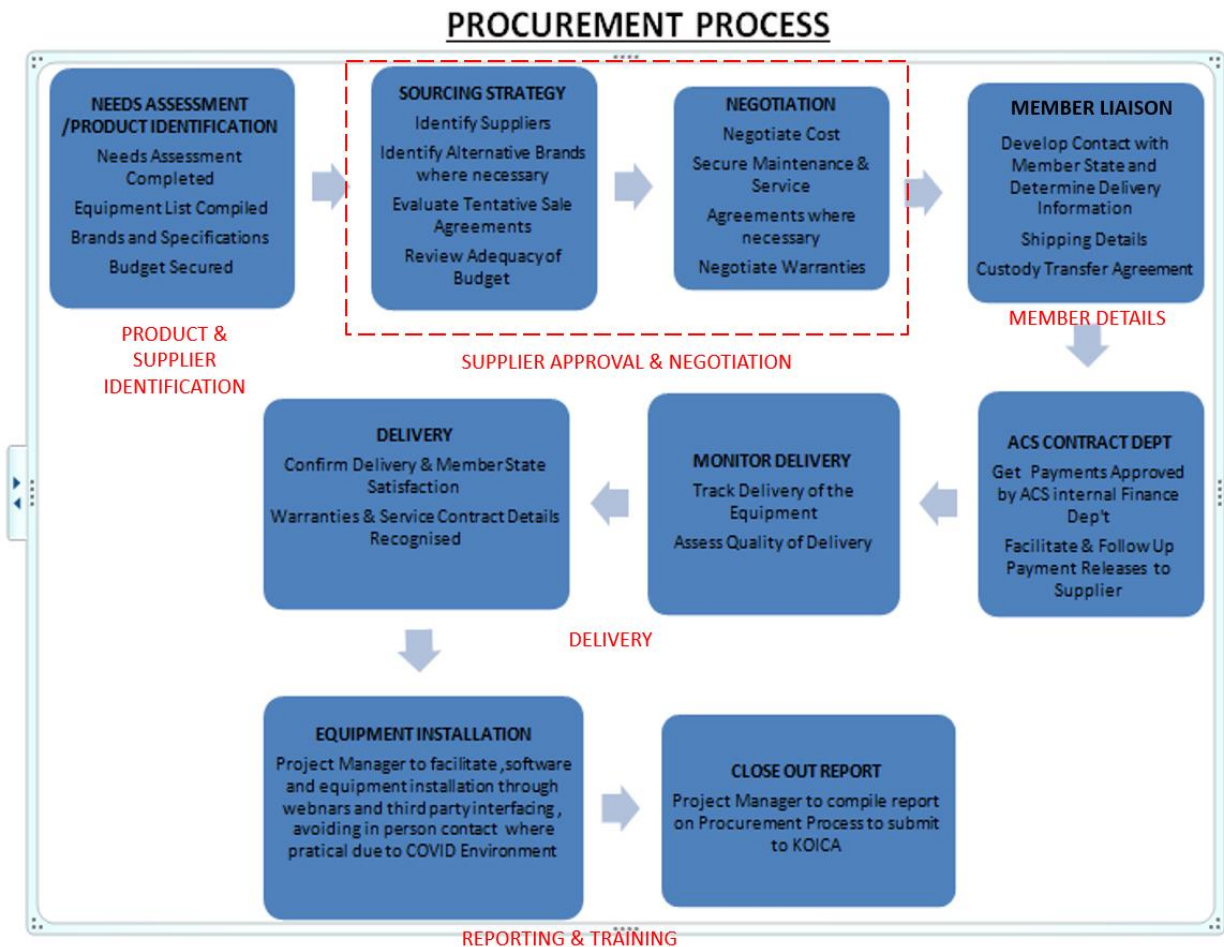 PROCUREMENT PROCESS
NEEDS ASSESSMENT
/PRODUCT IDENTIFICATION
Needs Assessment
Completed
Equipment List Compiled
Brands and Specifications
Budget Secured
PRODUCT &
SUPPLIER
IDENTIFICATION
SOURCING STRATEGY
Identify Suppliers
Identify Alternative Brands
where necessary
Evaluate Tentative Sale
Agreements
Review Adequacy of
Budget
NEGOTIATION
Negotiate Cost
Secure Maintenance &
Service
Agreements where
necessary
Negotiate Warranties
SUPPLIER APPROVAL & NEGOTIATION
MEMBER LIAISON
Develop Contact with
Member State and
Determine Delivery
Information
Shipping Details
Custody Transfer Agreement
MEMBER DETAILS
ACS CONTRACT DEPT
Get Payments Approved
by ACS internal Finance
Dep't
Facilitate & Follow Up
Payment Releases to
Supplier
MONITOR DELIVERY
Track Delivery of the
Equipment
Assess Quality of Delivery
DELIVERY
Confirm Delivery & Member State
Satisfaction
Warranties & Service Contract Details
Recognised
DELIVERY
EQUIPMENT INSTALLATION
Project Manager to facilitate ,software
and equipment installation through
webnars and third party interfacing ,
avoiding in person contact where
pratical due to COVID Environment
CLOSE OUT REPORT
Project Manager to compile report
on Procurement Process to submit
to KOICA
REPORTING & TRAINING